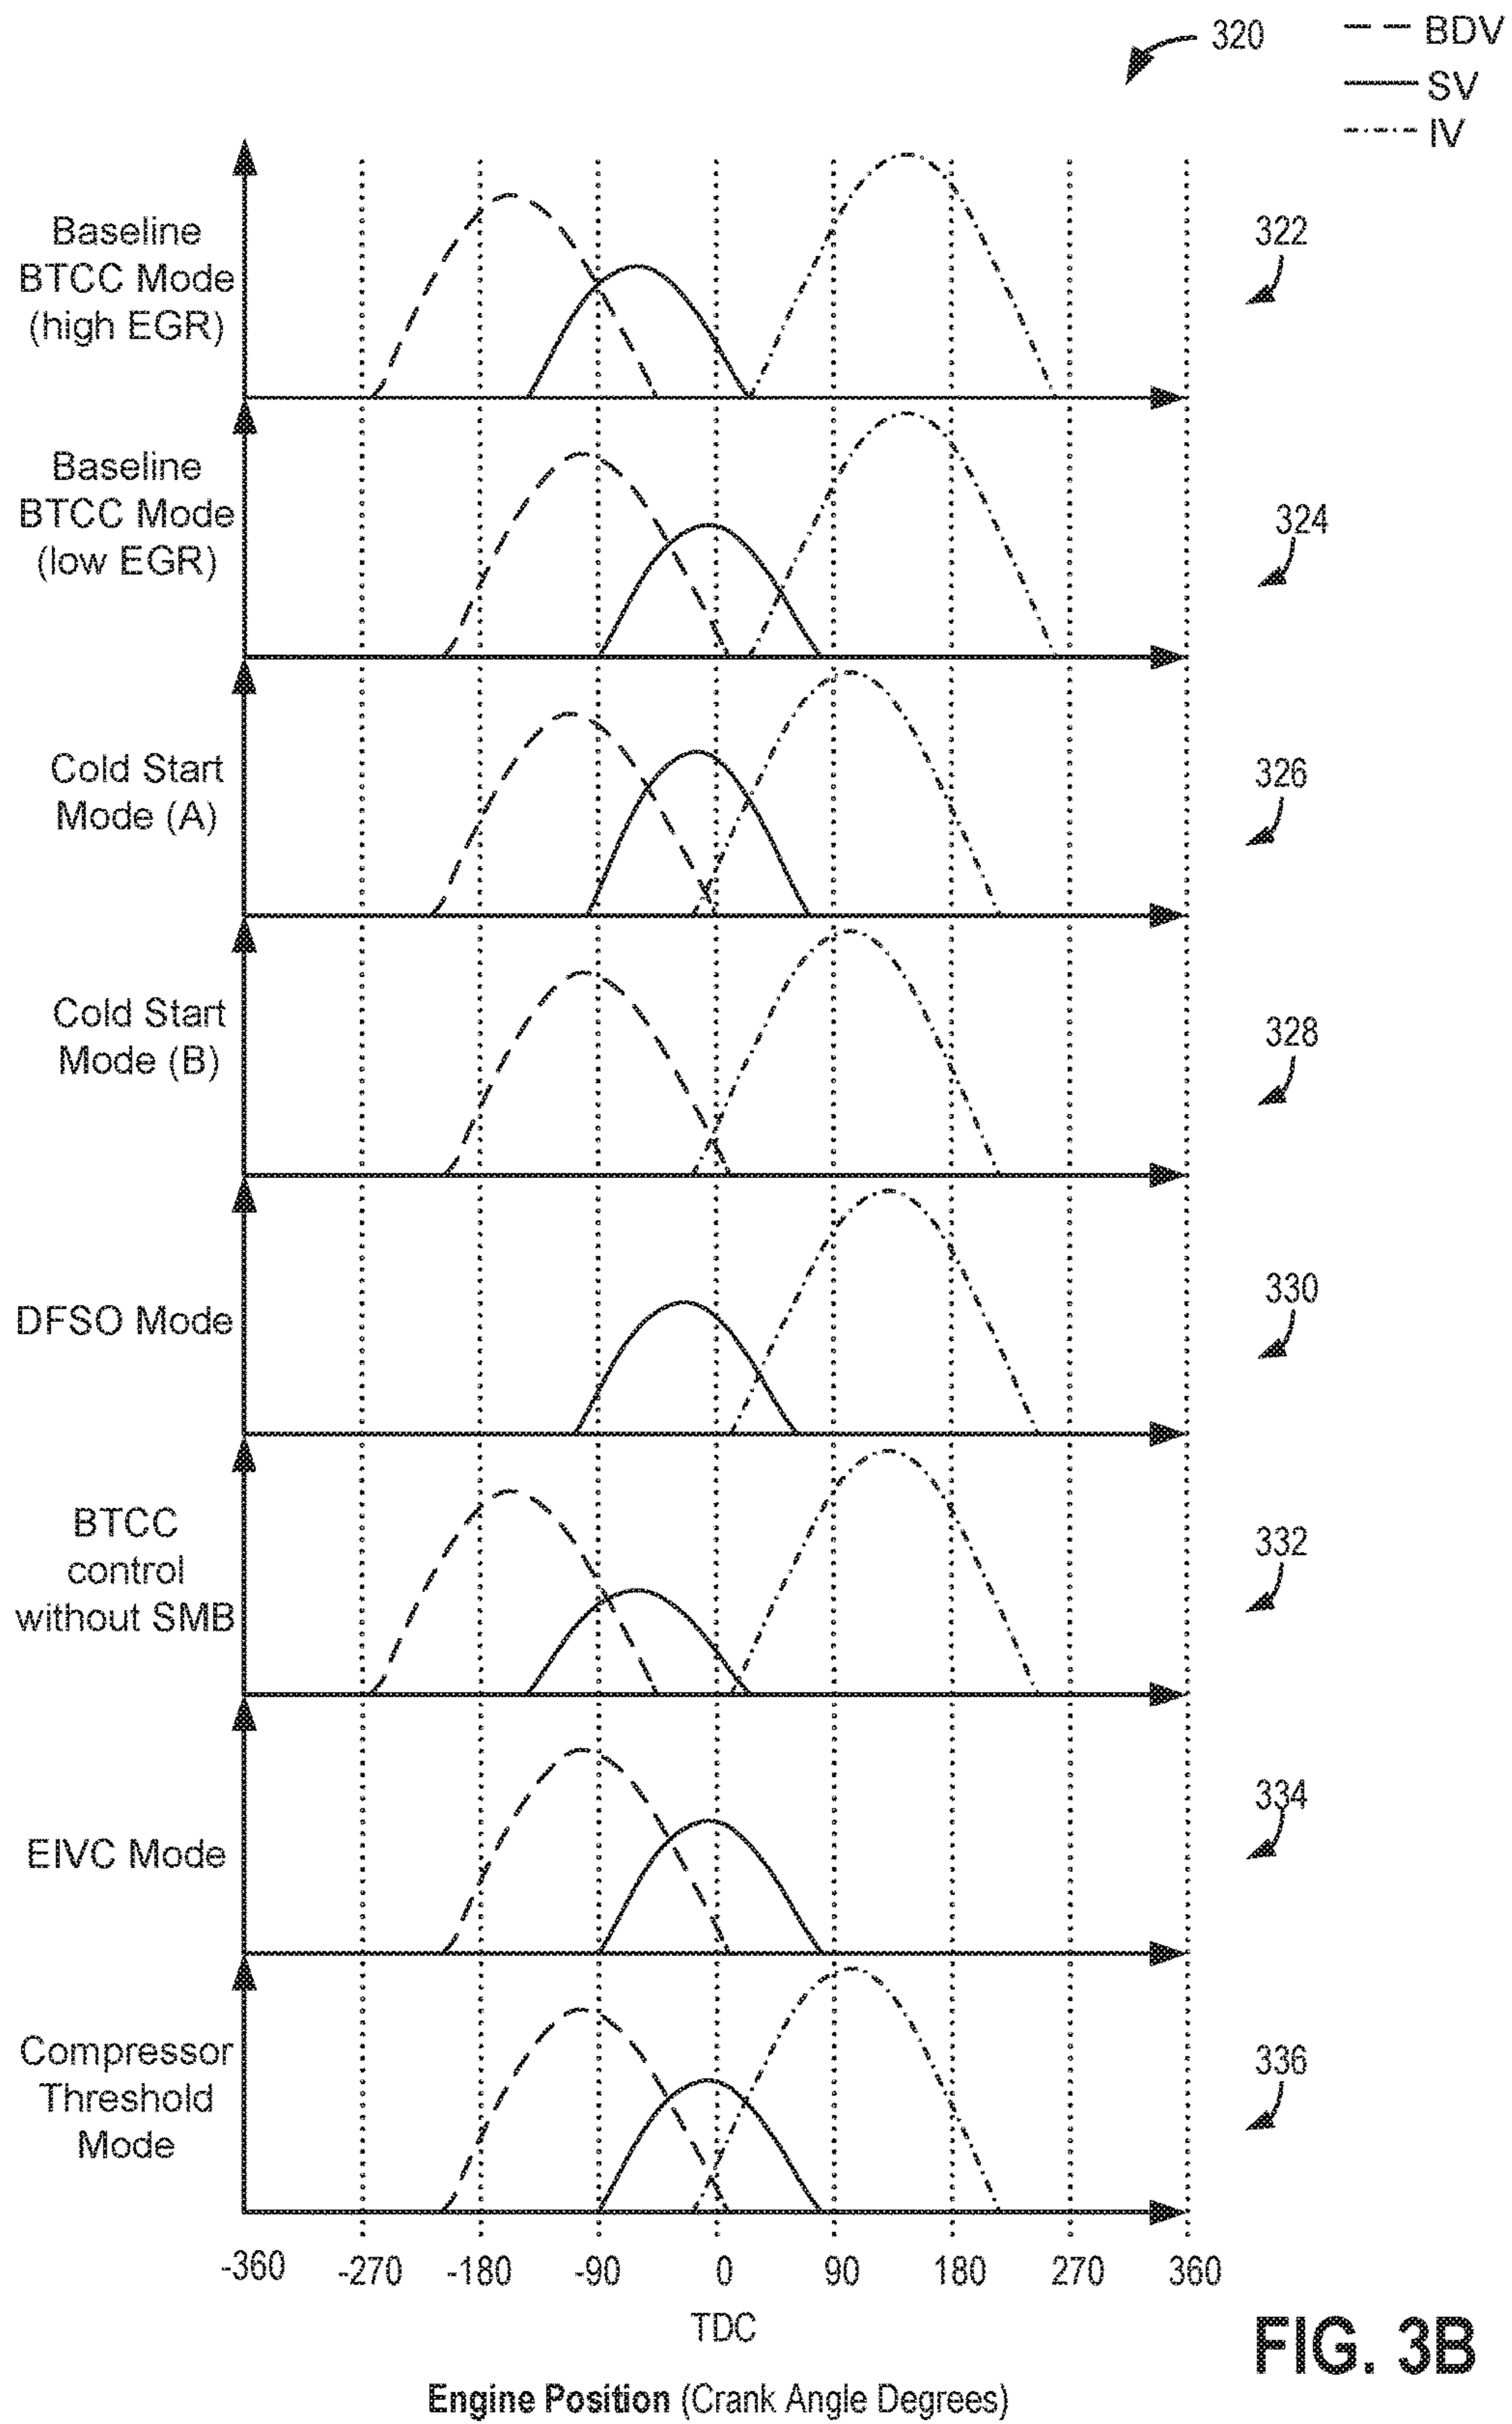 320
BDV
SV
IV
Baseline
BTCC Mode
(high EGR)
322
Baseline
BTCC Mode
(low EGR)
324
Cold Start
Mode (A)
326
Cold Start
Mode (B)
328
DFSO Mode
330
BTCC
control
without SMB
332
EIVC Mode
334
Compressor
Threshold
Mode
336
-360 -270 -180 -90 0 90 180 270 360
TDC
Engine Position (Crank Angle Degrees)
FIG. 3B